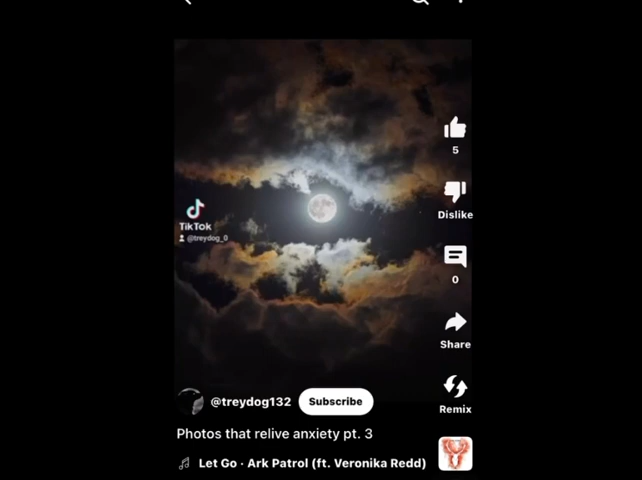 5
Dislike
TikTok
@treydog_0
0
Share
@treydog132 Subscribe
Remix
Photos that relive anxiety pt. 3
Let Go · Ark Patrol (ft. Veronika Redd)